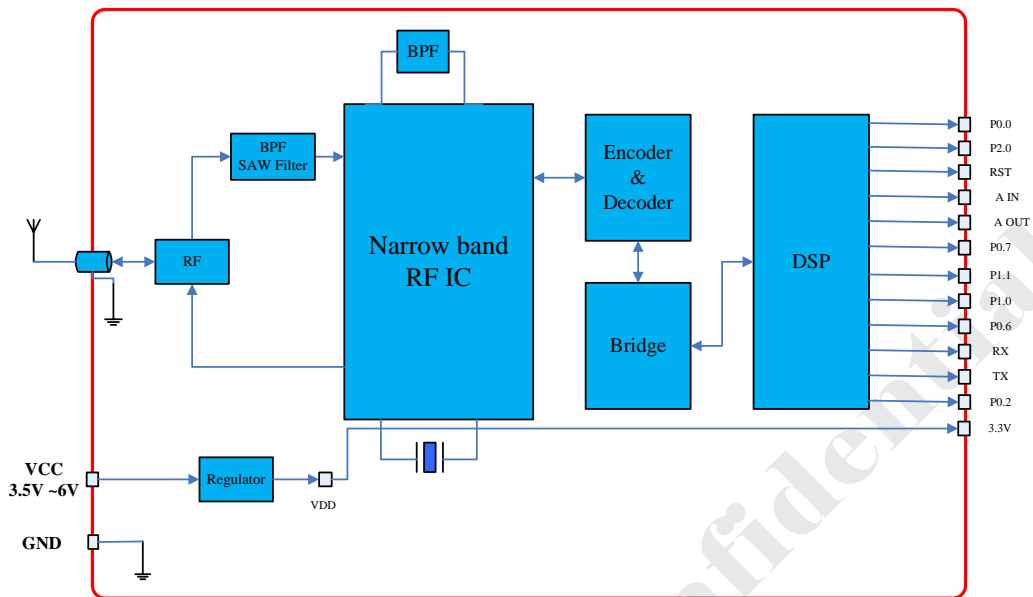 BPF
BPF
SAW Filter
Encoder
&
Decoder
Narrow band
RF IC
RF
Bridge
DSP
P0.0
P2.0
RST
A IN
A OUT
P0.7
P1.1
P1.0
P0.6
RX
TX
P0.2
3.3V
VCC
3.5V ~6V
Regulator
VDD
GND
nfidential